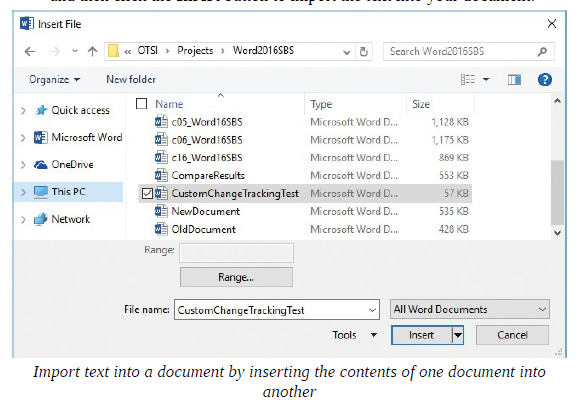 Insert File
« OTSI > Projects > Word2016SBS
Search Word2016SBS
Organize
New folder
Name Type Size
Quick access
Microsoft Word
OneDrive
This PC
Network
c05_Word16SBS Microsoft Word D... 1,128 KB
c06_Word16SBS Microsoft Word D... 1,175 KB
c16_Word16SBS Microsoft Word D... 869 KB
CompareResults Microsoft Word D... 553 KB
CustomChangeTrackingTest Microsoft Word D... 57 KB
NewDocument Microsoft Word D... 535 KB
OldDocument Microsoft Word D... 428 KB
Range:
Range...
File name: CustomChangeTrackingTest All Word Documents
Tools Insert Cancel
Import text into a document by inserting the contents of one document into
another